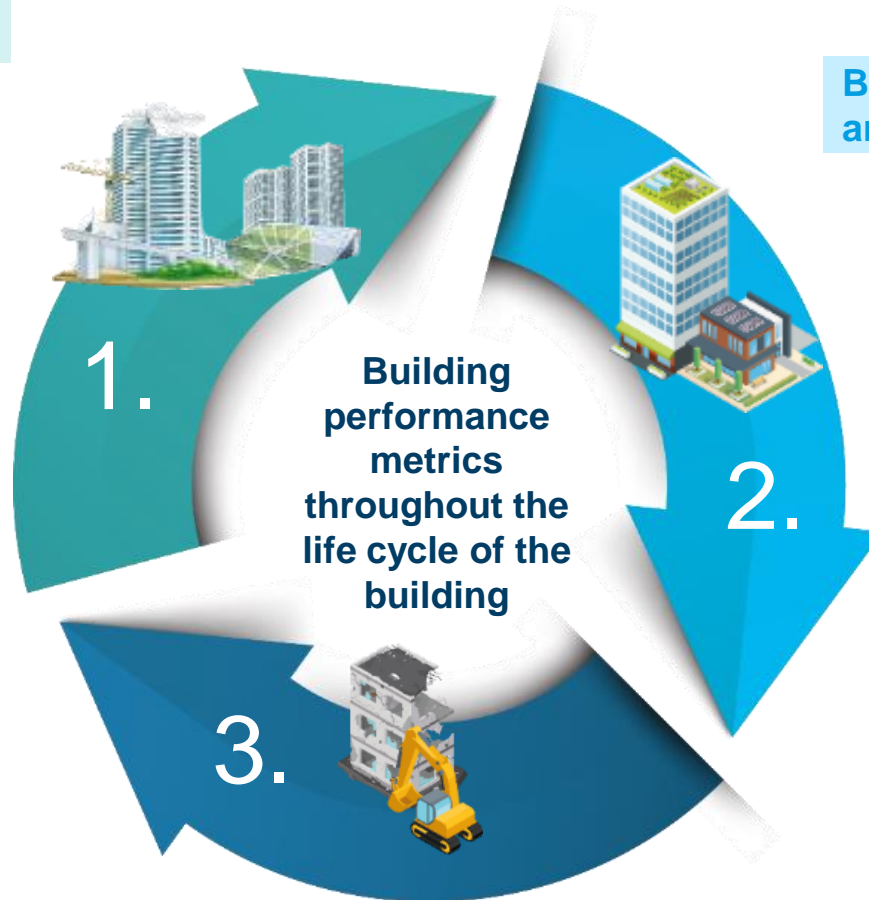 1.
Building
performance
metrics
throughout the
life cycle of the
building
2.
3.